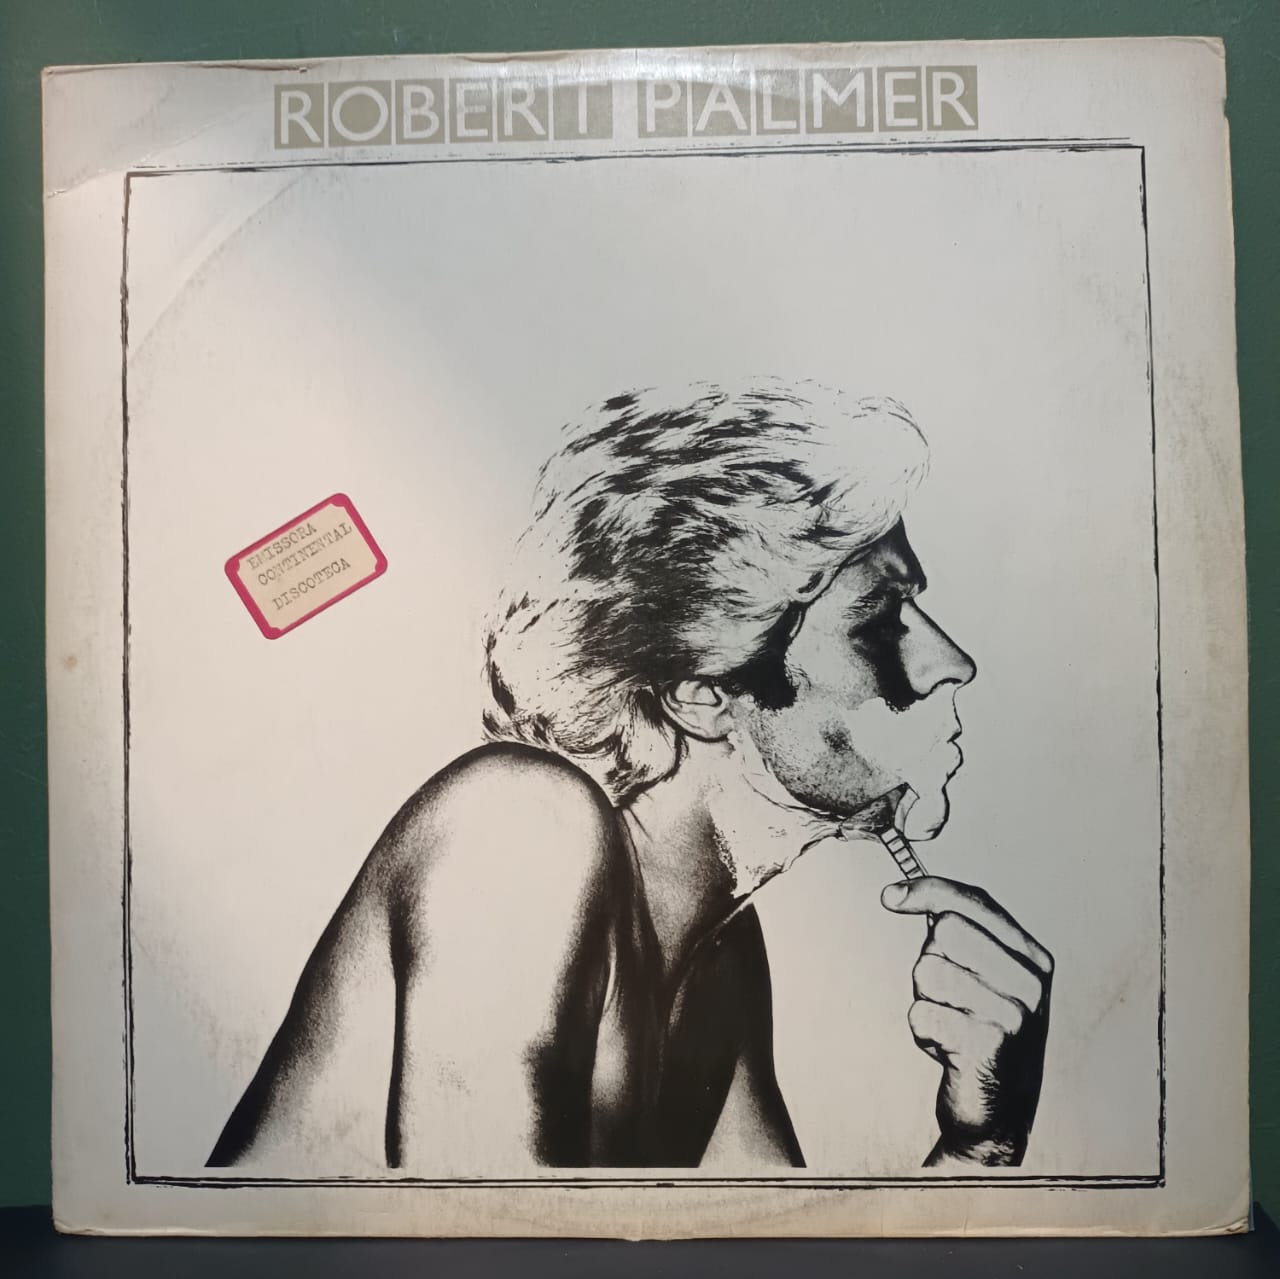 ROBERT PALMER
EMISSORA
CONTINENTAL
DISCOTECA